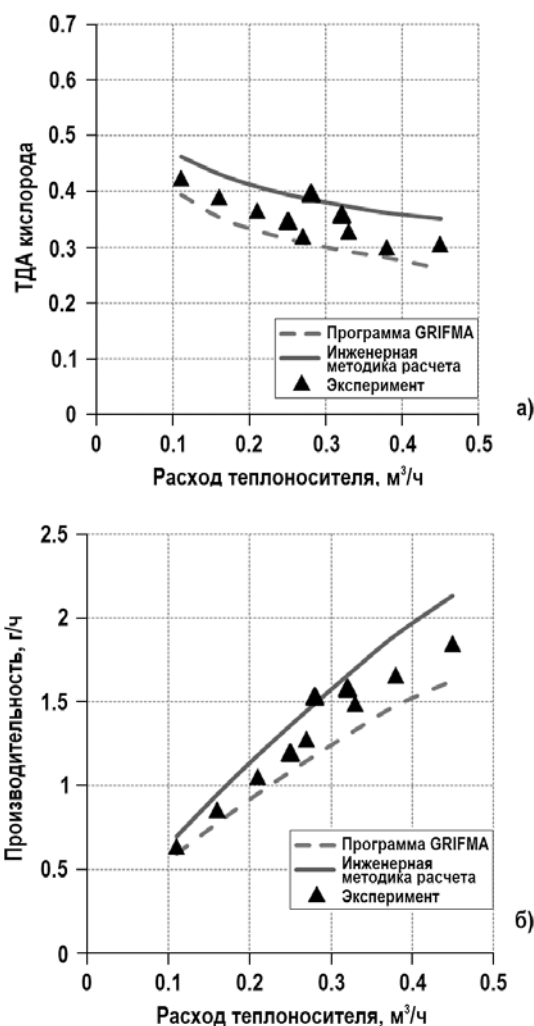 0.7
0.6
0.5
0.4
0.3
0.2
0.1
0
ТДА кислорода
Программа GRIFMA
Инженерная
методика расчета
Эксперимент
0 0.1 0.2 0.3 0.4 0.5
Расход теплоносителя, м³/ч
а)
2.5
2
1.5
1
0.5
0
Производительность, г/ч
Программа GRIFMA
Инженерная
методика расчета
Эксперимент
0 0.1 0.2 0.3 0.4 0.5
Расход теплоносителя, м³/ч
б)